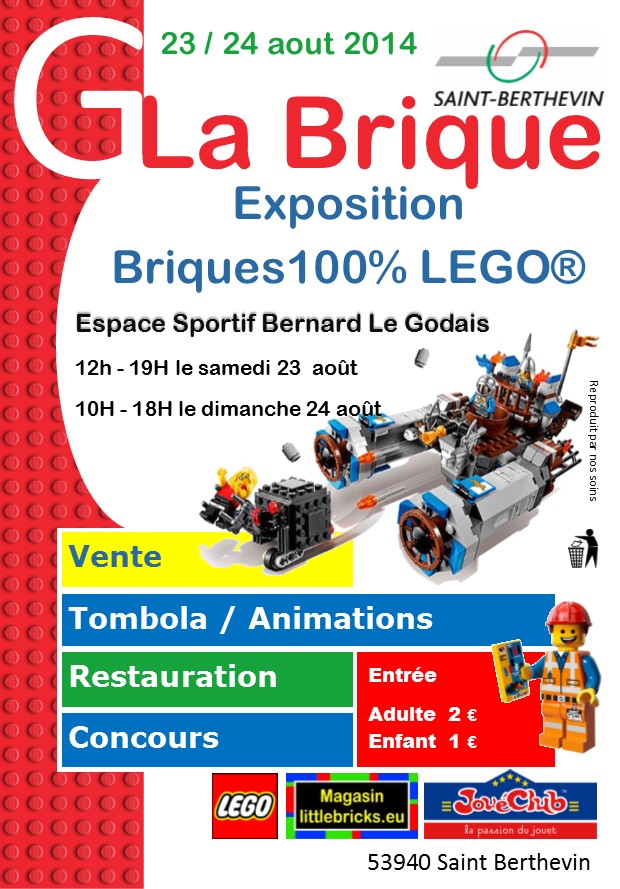 23 / 24 aout 2014
SAINT-BERTHEVIN
G La Brique
Exposition
Briques100% LEGO®
Espace Sportif Bernard Le Godais
12h - 19H le samedi 23 août
10H - 18H le dimanche 24 août
Reproduit par nos soins
Vente
Tombola / Animations
Restauration
Concours
Entrée
Adulte 2 €
Enfant 1 €
LEGO
Magasin
littlebricks.eu
JouéClub
la passion du jouet
53940 Saint Berthevin